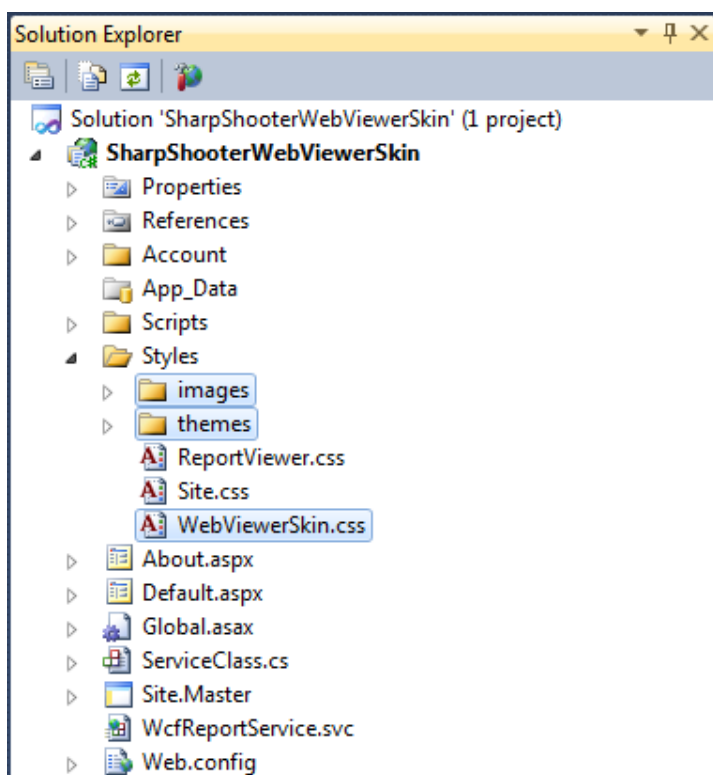 Solution Explorer
Solution 'SharpShooterWebViewerSkin' (1 project)
SharpShooterWebViewerSkin
Properties
References
Account
App_Data
Scripts
Styles
images
themes
ReportViewer.css
Site.css
WebViewerSkin.css
About.aspx
Default.aspx
Global.asax
ServiceClass.cs
Site.Master
WcfReportService.svc
Web.config